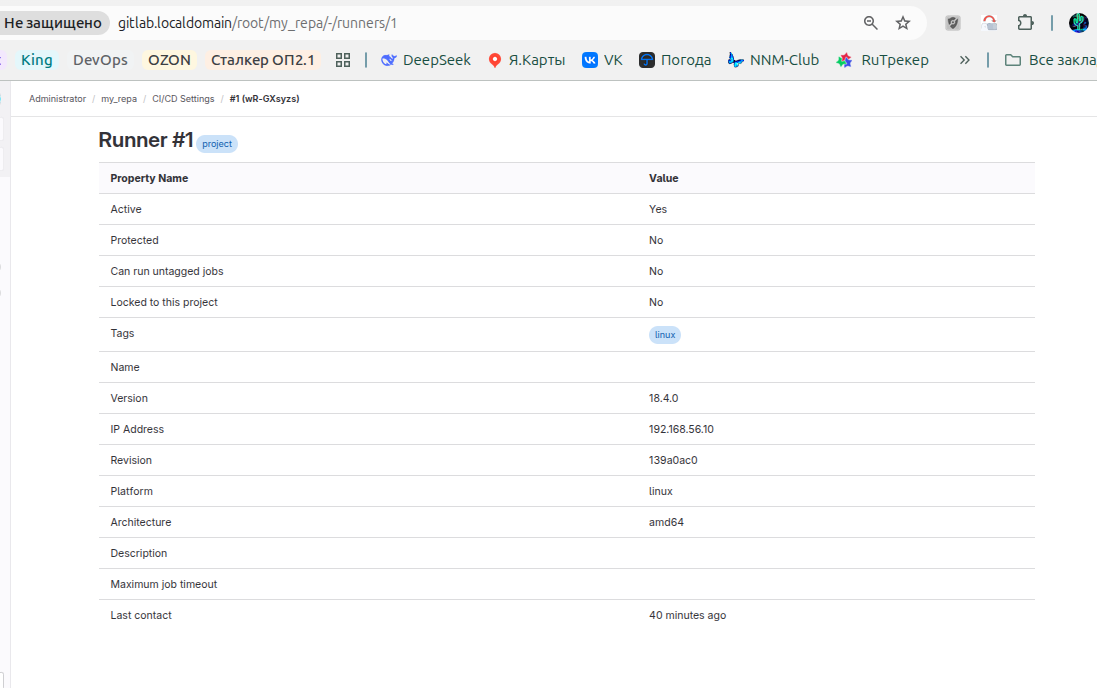 Не защищено gitlab.localdomain/root/my_repa/-/runners/1
King DevOps OZON Сталкер ОП2.1 DeepSeek Я.Карты VK Погода NNM-Club RuТрекер » Все закла
Administrator / my_repa / CI/CD Settings / #1 (wR-GXsyzs)
Runner #1 project
Property Name Value
Active Yes
Protected No
Can run untagged jobs No
Locked to this project No
Tags linux
Name
Version 18.4.0
IP Address 192.168.56.10
Revision 139a0ac0
Platform linux
Architecture amd64
Description
Maximum job timeout
Last contact 40 minutes ago